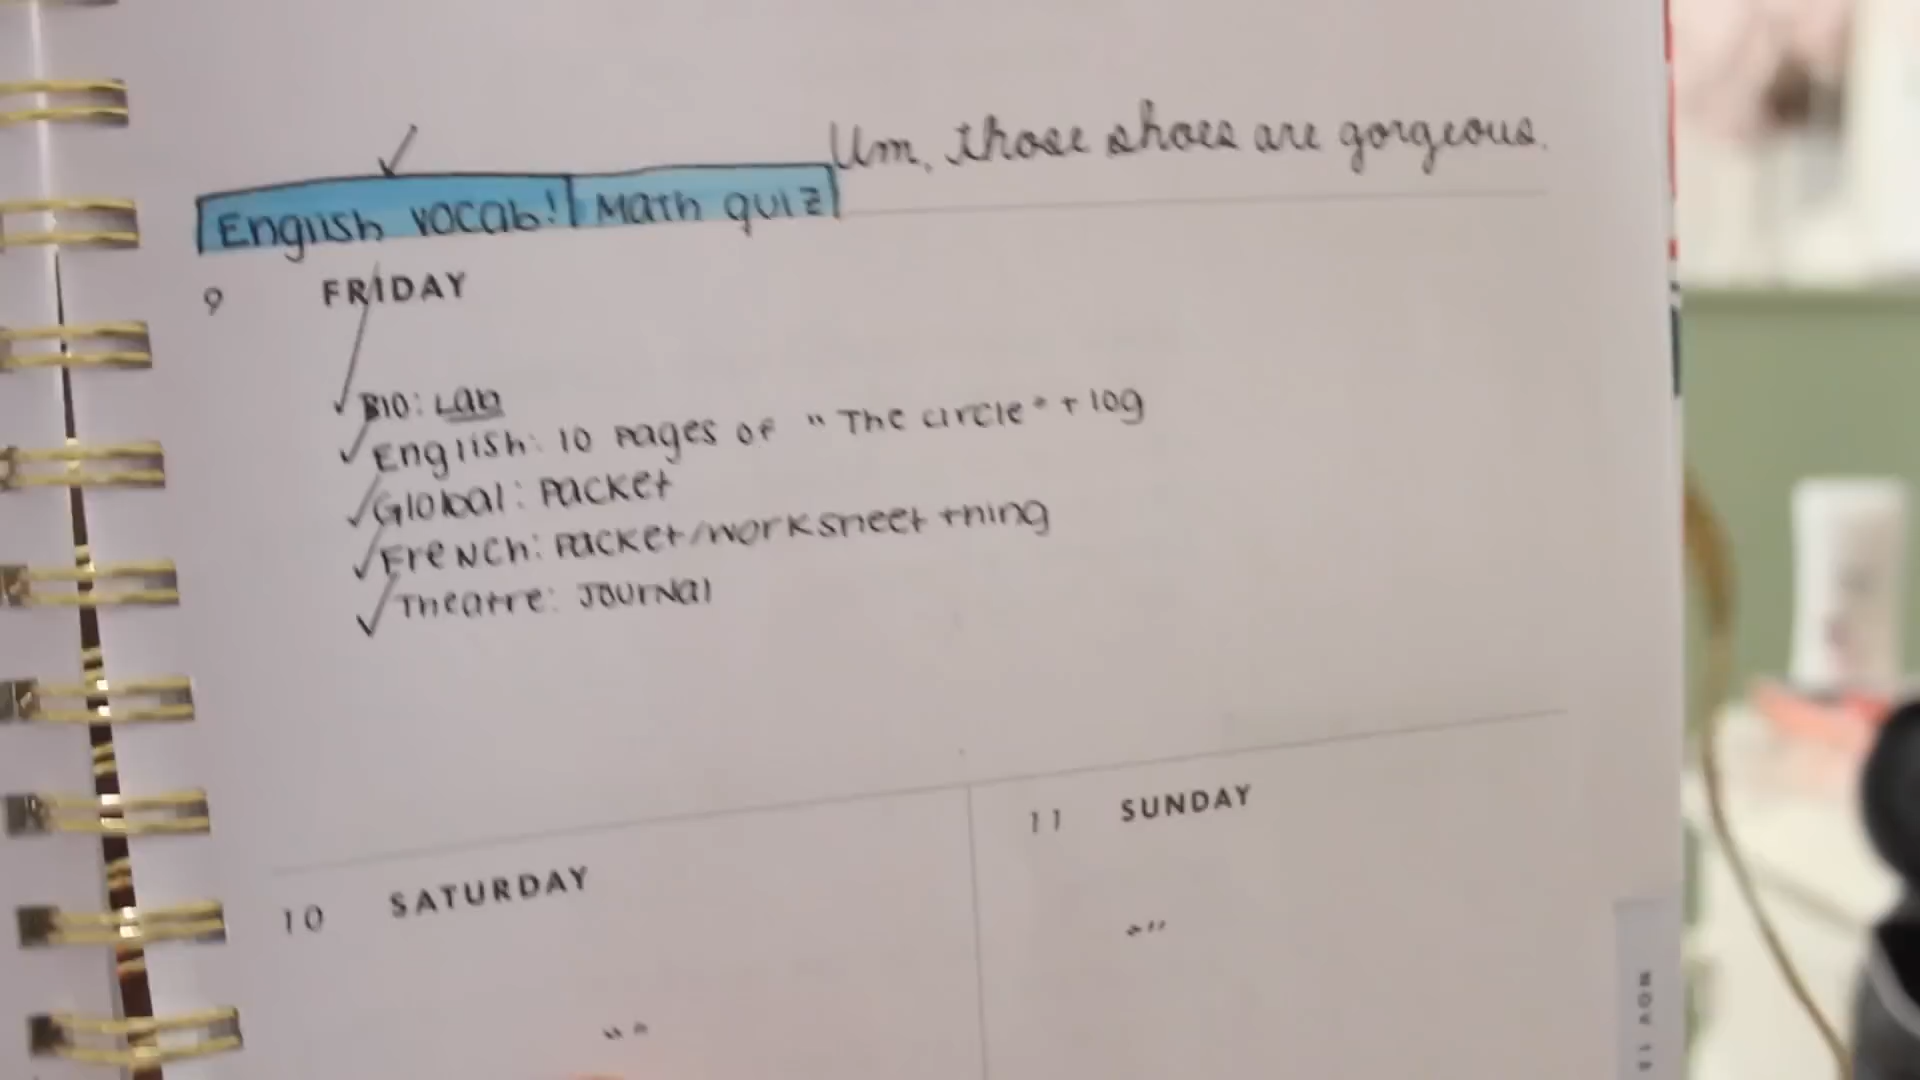 Um, those shoes are gorgeous.
English vocab! Math quiz
9 FRIDAY
BIO: Lab
English: 10 pages of "The circle" + log
Global: Packet
French: Packet/worksheet thing
Theatre: Journal
10 SATURDAY
11 SUNDAY
" "
" "
NOV